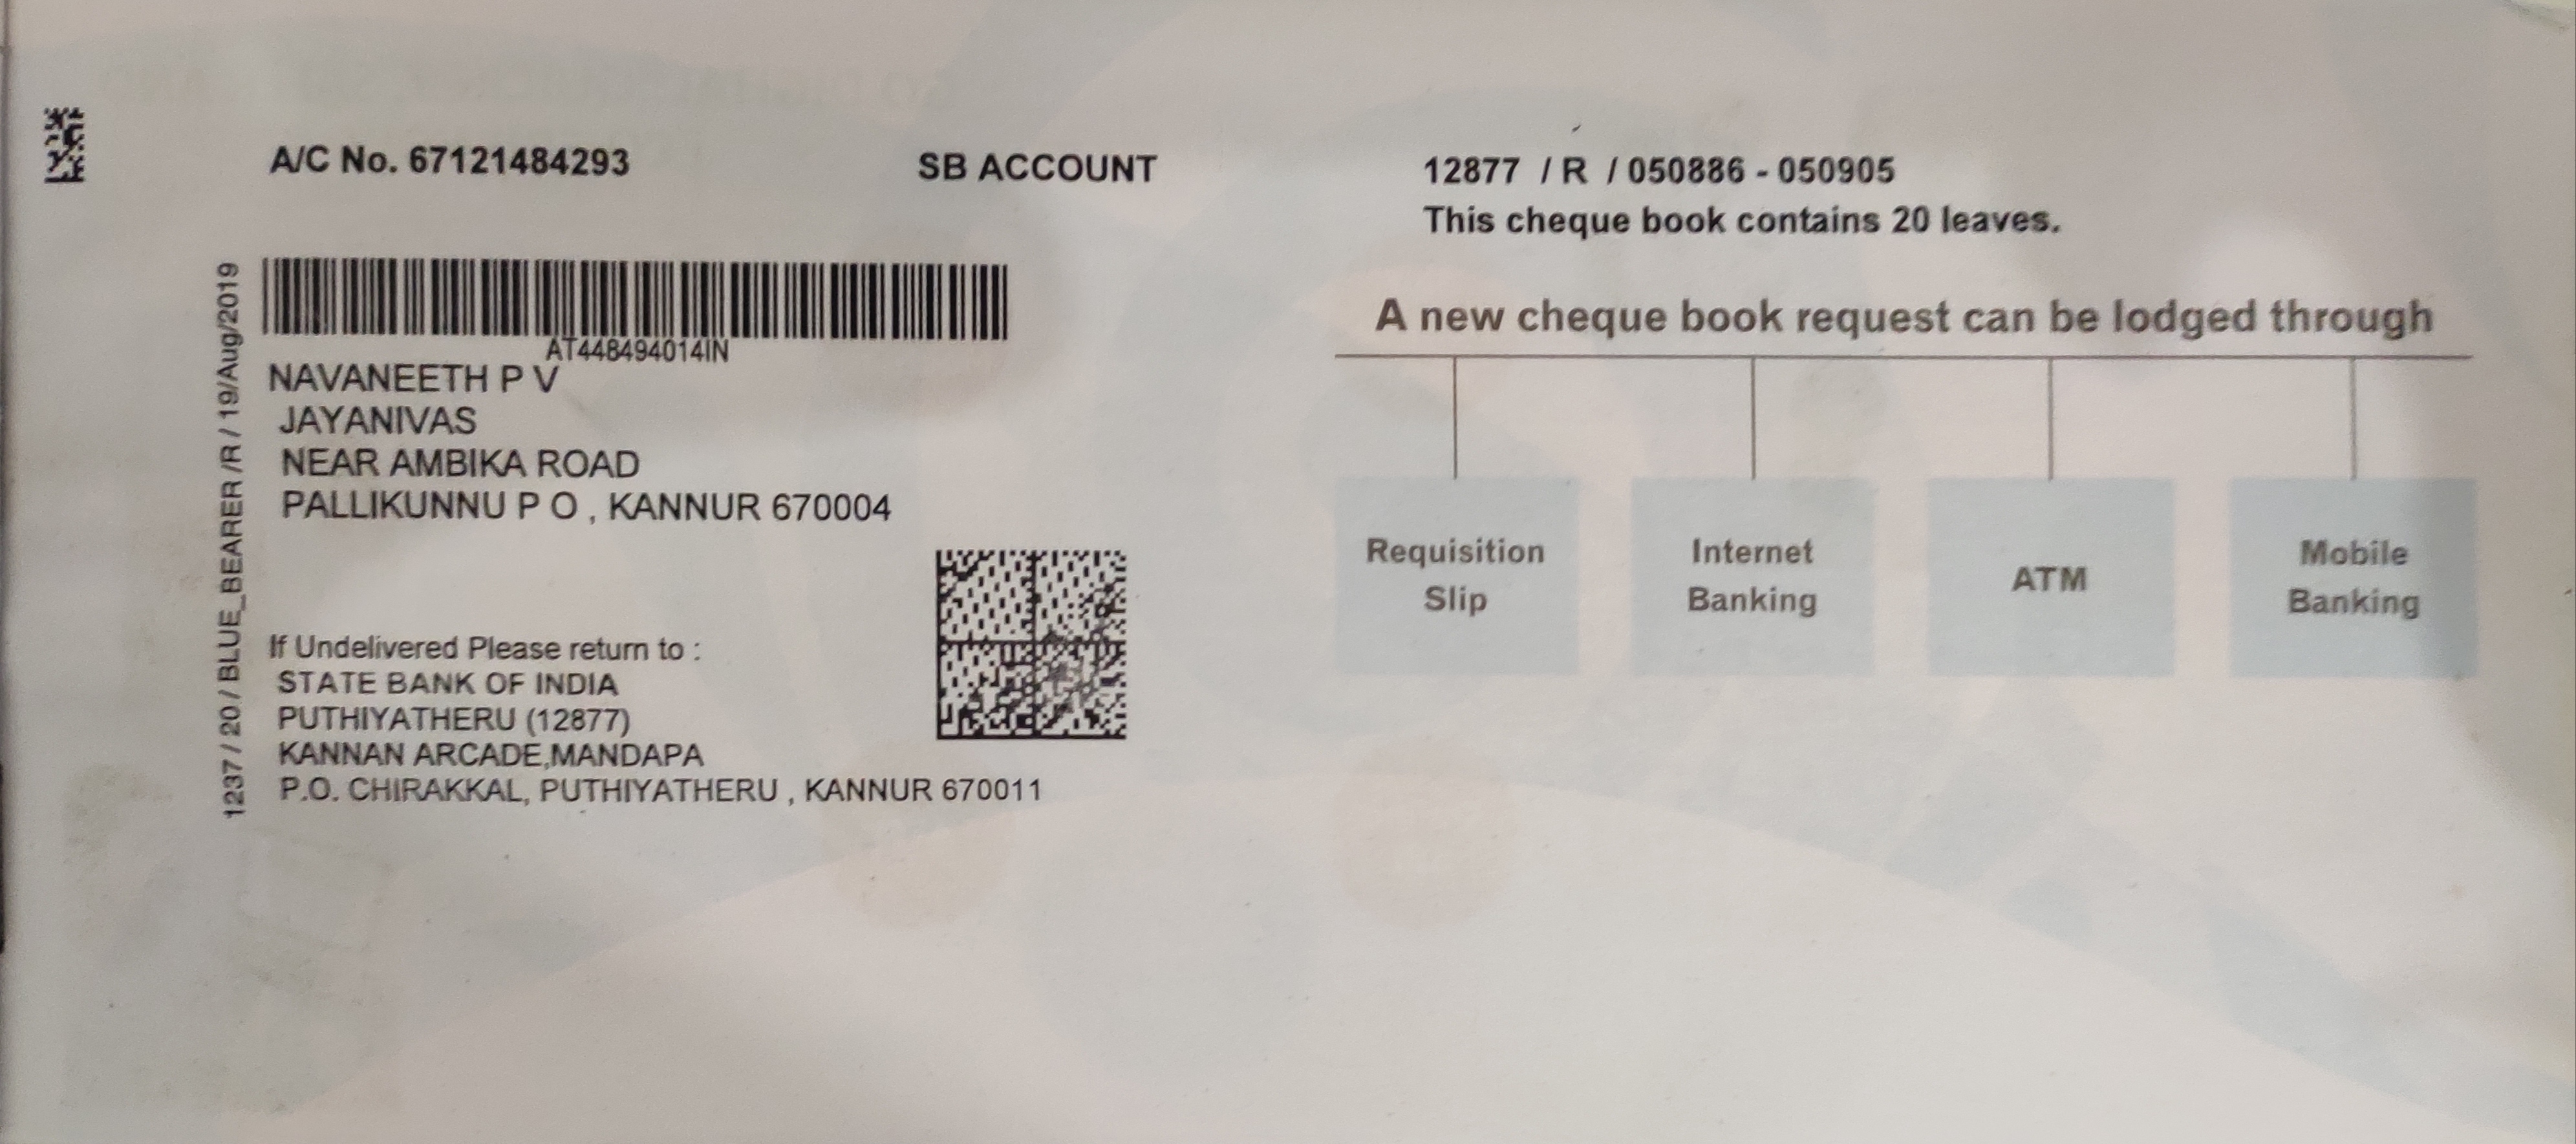 A/C No. 67121484293
SB ACCOUNT
12877 / R / 050886 - 050905
This cheque book contains 20 leaves.
AT448494014IN
NAVANEETH P V
JAYANIVAS
NEAR AMBIKA ROAD
PALLIKUNNU P O , KANNUR 670004
If Undelivered Please return to :
STATE BANK OF INDIA
PUTHIYATHERU (12877)
KANNAN ARCADE,MANDAPA
P.O. CHIRAKKAL, PUTHIYATHERU , KANNUR 670011
1237 / 20 / BLUE_BEARER /R / 19/Aug/2019
A new cheque book request can be lodged through
Requisition
Slip
Internet
Banking
ATM
Mobile
Banking